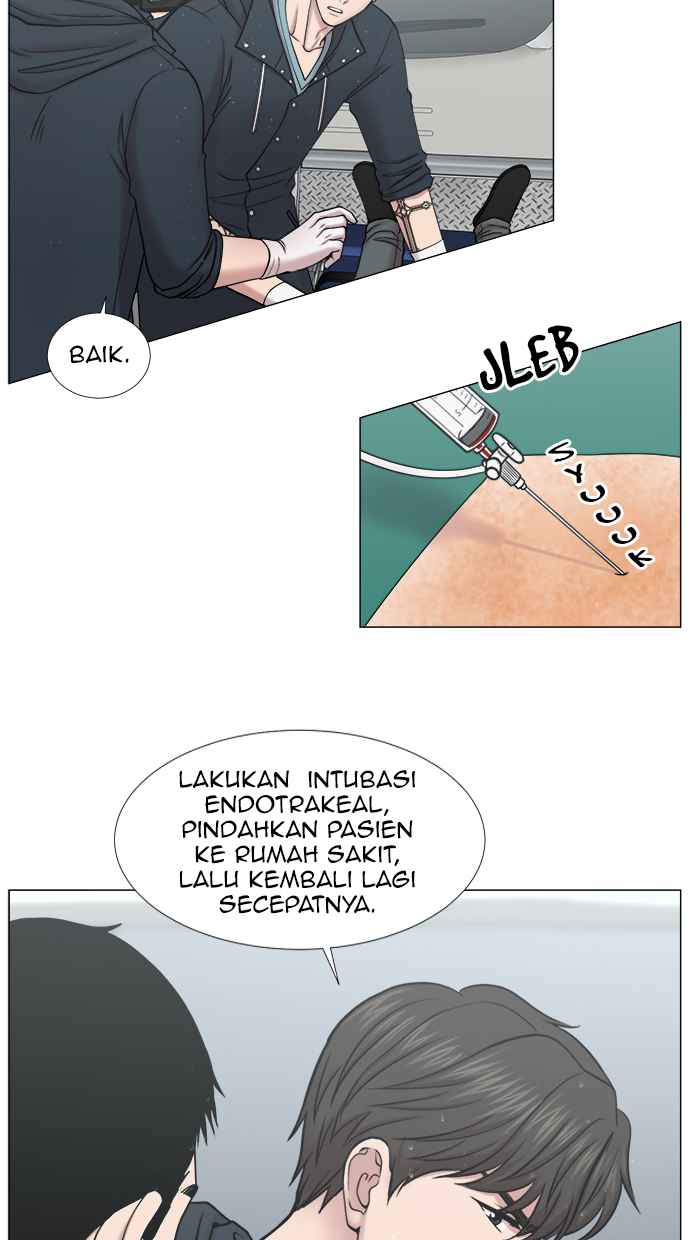 BAIK.
JLEB
SYUUUK
LAKUKAN INTUBASI
ENDOTRAKEAL,
PINDAHKAN PASIEN
KE RUMAH SAKIT,
LALU KEMBALI LAGI
SECEPATNYA.